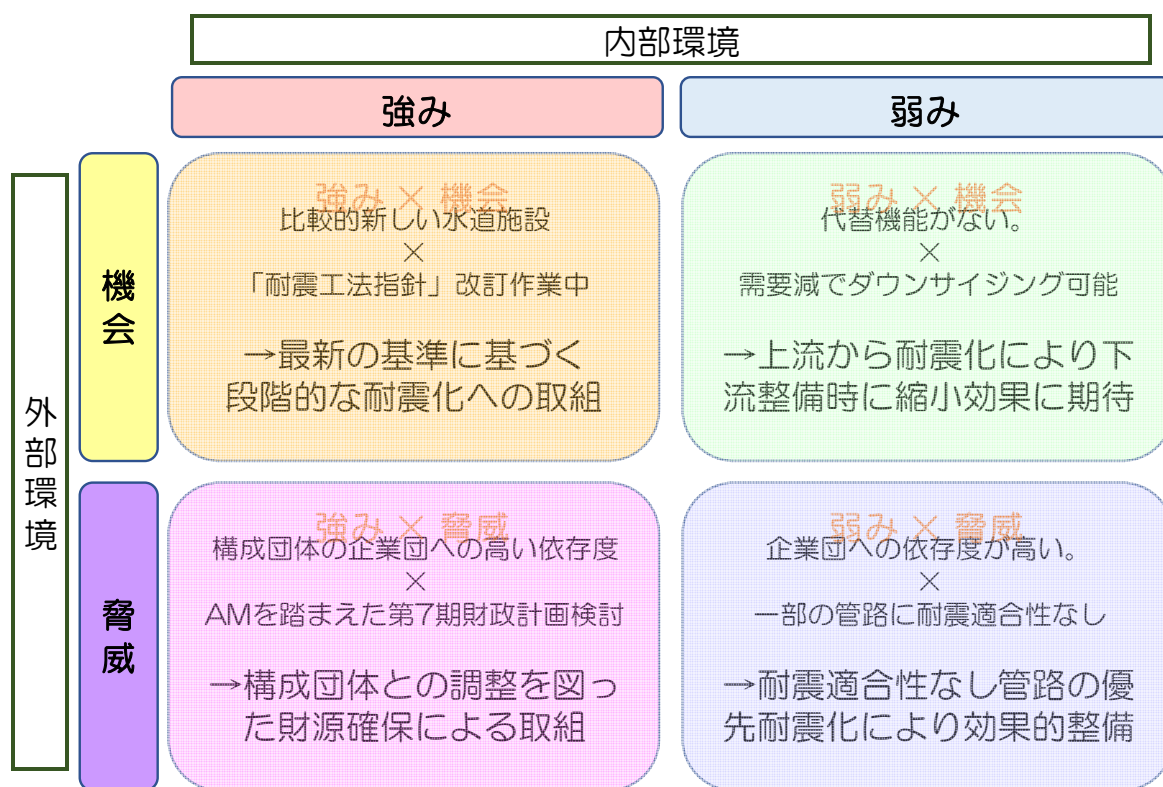 内部環境
強み
弱み
外部環境
機会
強み × 機会
比較的新しい水道施設
×
「耐震工法指針」改訂作業中
→最新の基準に基づく
段階的な耐震化への取組
弱み × 機会
代替機能がない。
×
需要減でダウンサイジング可能
→上流から耐震化により下
流整備時に縮小効果に期待
脅威
強み × 脅威
構成団体の企業団への高い依存度
×
AMを踏まえた第7期財政計画検討
→構成団体との調整を図っ
た財源確保による取組
弱み × 脅威
企業団への依存度が高い。
×
一部の管路に耐震適合性なし
→耐震適合性なし管路の優
先耐震化により効果的整備